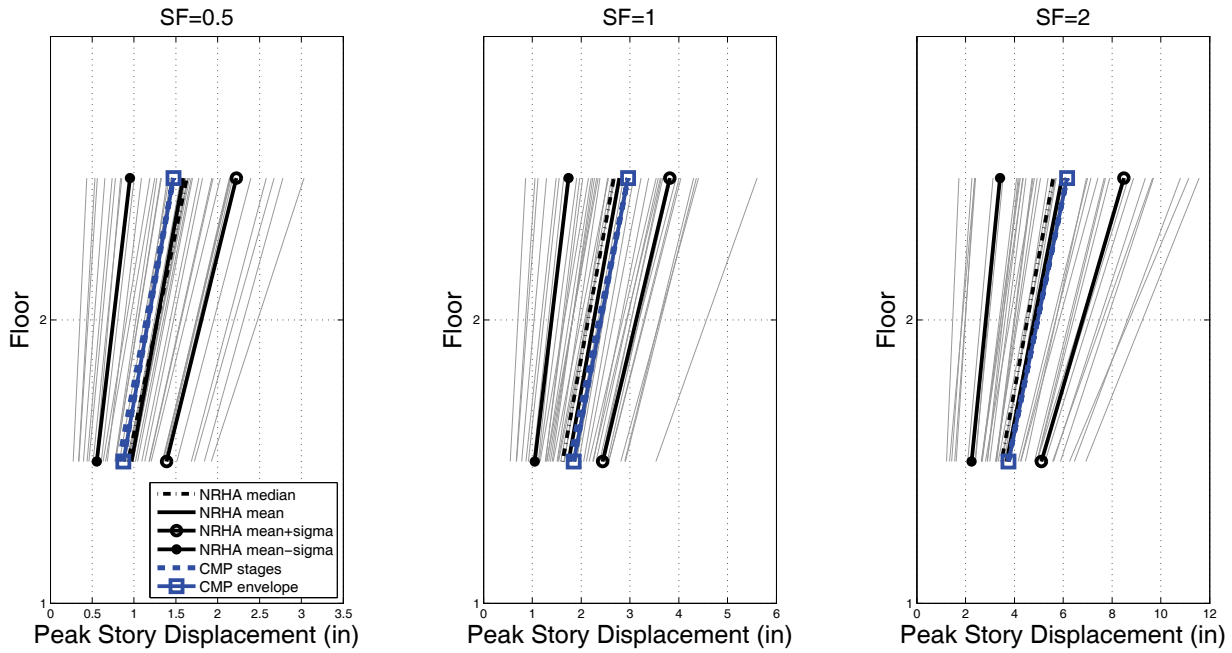 SF=0.5
Floor
2
1
0 0.5 1 1.5 2 2.5 3 3.5
Peak Story Displacement (in)
NRHA median
NRHA mean
NRHA mean+sigma
NRHA mean−sigma
CMP stages
CMP envelope
SF=1
Floor
2
1
0 1 2 3 4 5 6
Peak Story Displacement (in)
SF=2
Floor
2
1
0 2 4 6 8 10 12
Peak Story Displacement (in)